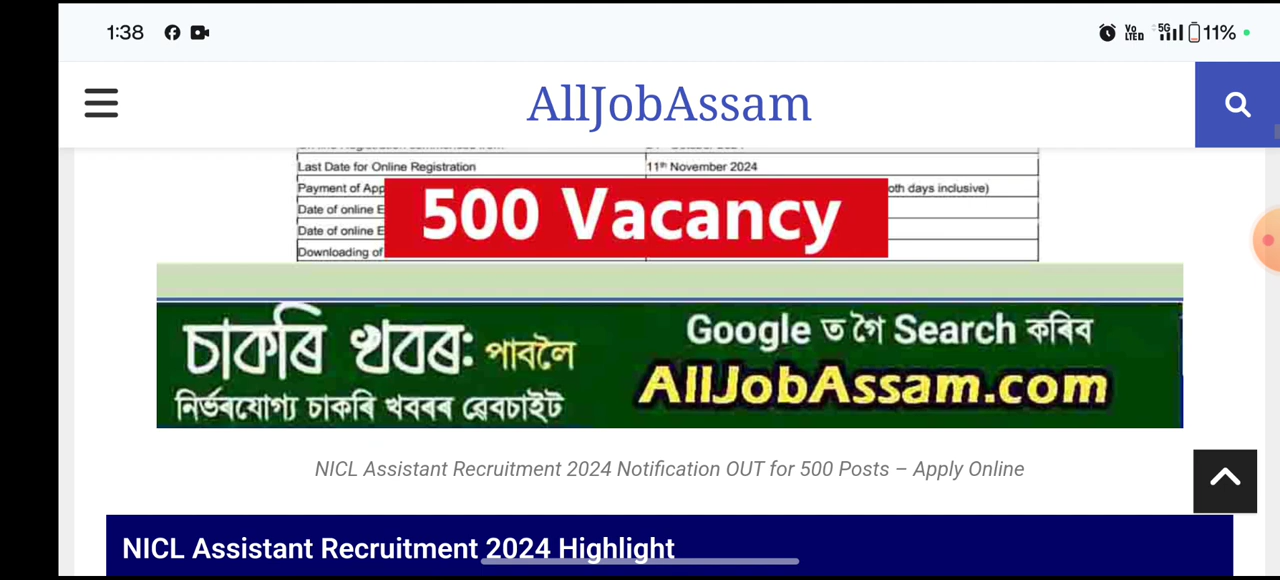 1:38
Vo
LTED
5G
11%
AllJobAssam
Last Date for Online Registration 11th November 2024
Payment of App oth days inclusive)
Date of online E
Date of online E
Downloading of
500 Vacancy
চাকৰি খবৰ: পাবলৈ
নিৰ্ভৰযোগ্য চাকৰি খবৰৰ ৱেবচাইট
Google ত গৈ Search কৰিব
AllJobAssam.com
NICL Assistant Recruitment 2024 Notification OUT for 500 Posts – Apply Online
NICL Assistant Recruitment 2024 Highlight